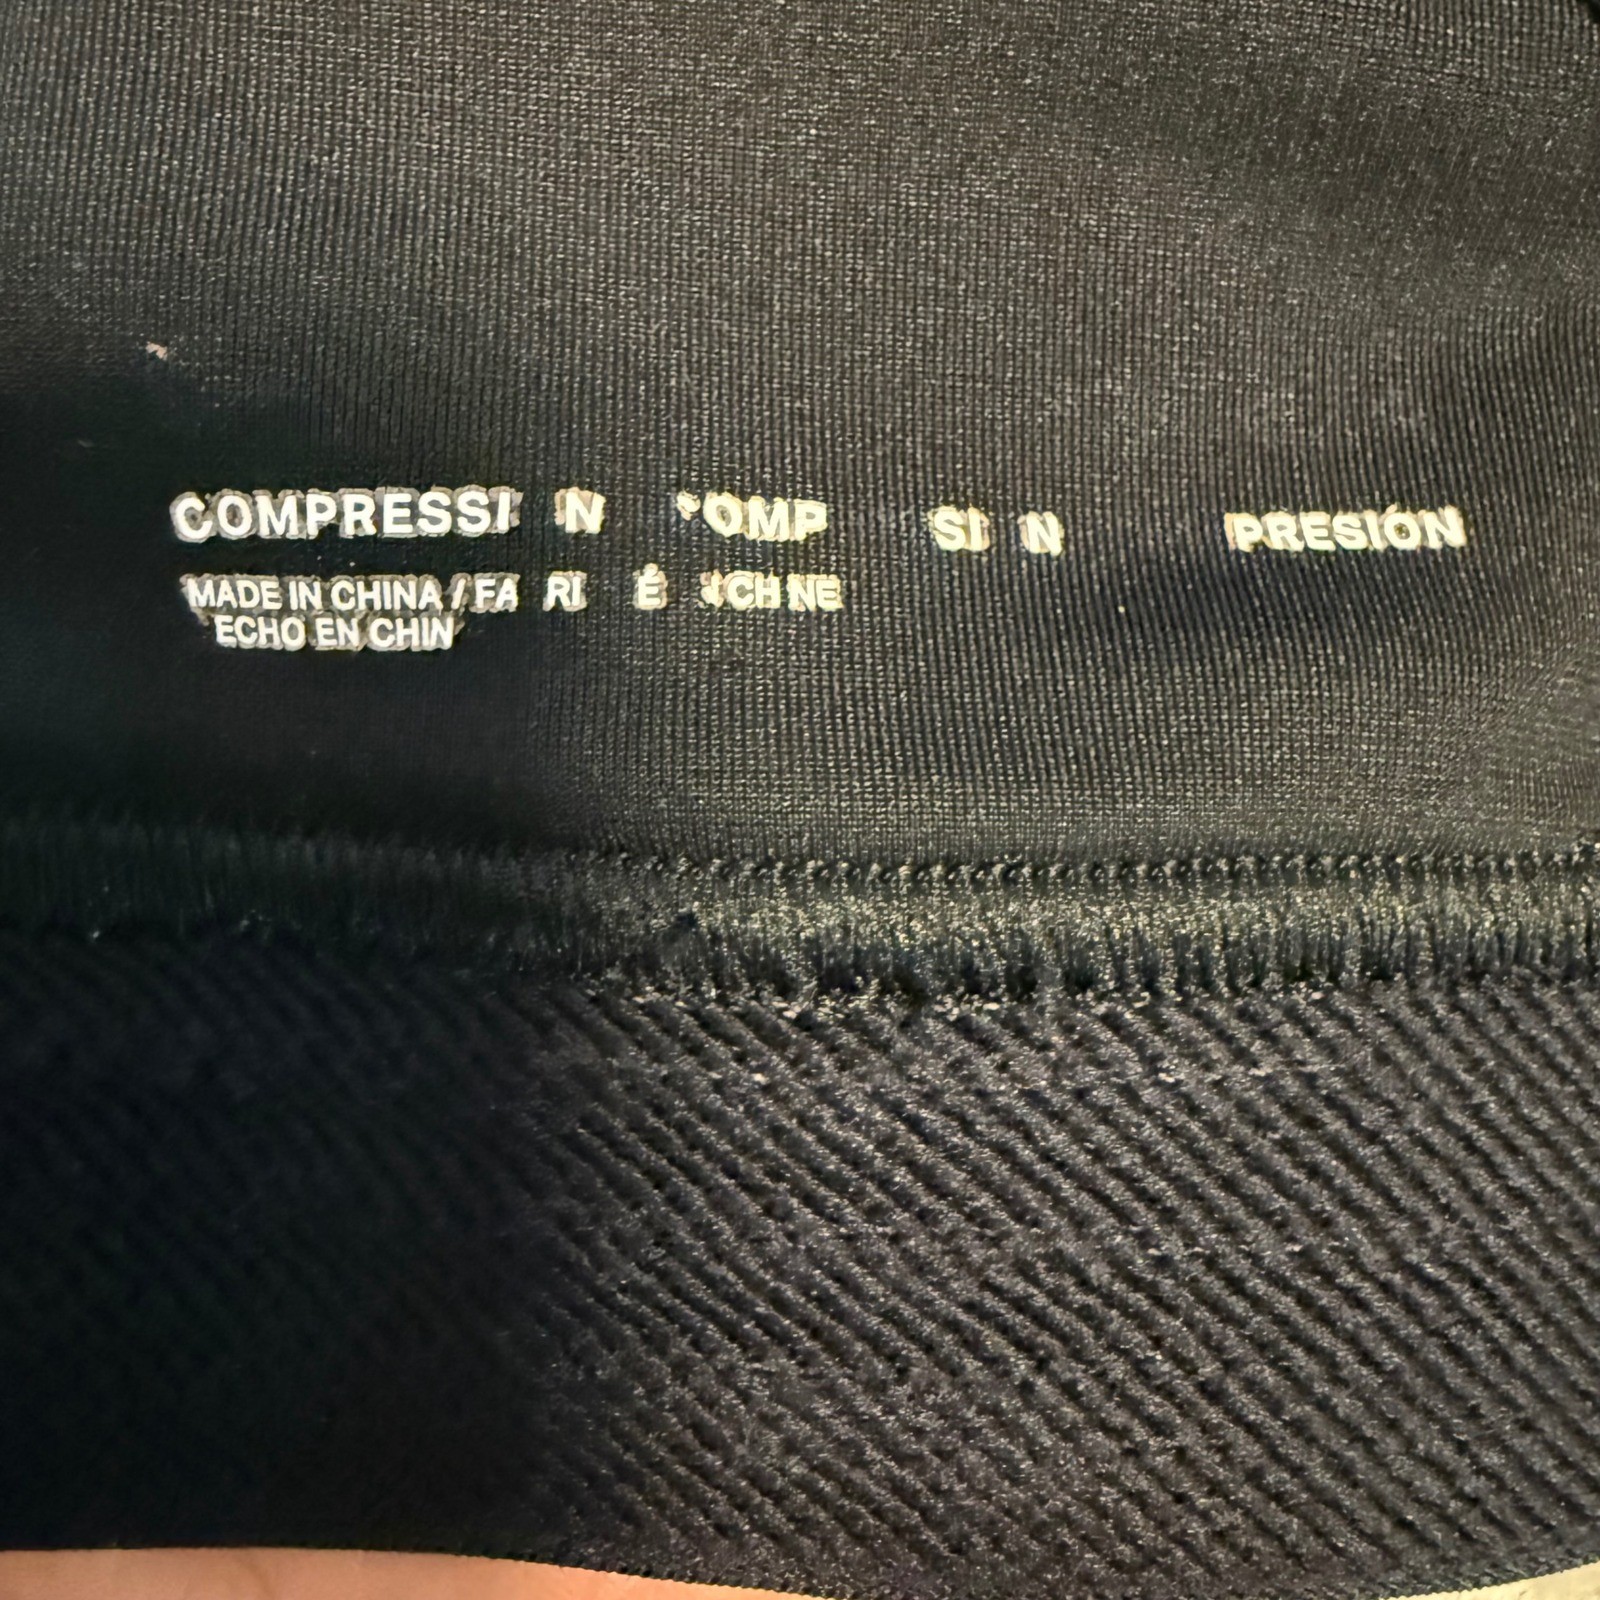 COMPRESSI N OMP SI N PRESIÓN
MADE IN CHINA / FA RI É CH NE
ECHO EN CHIN